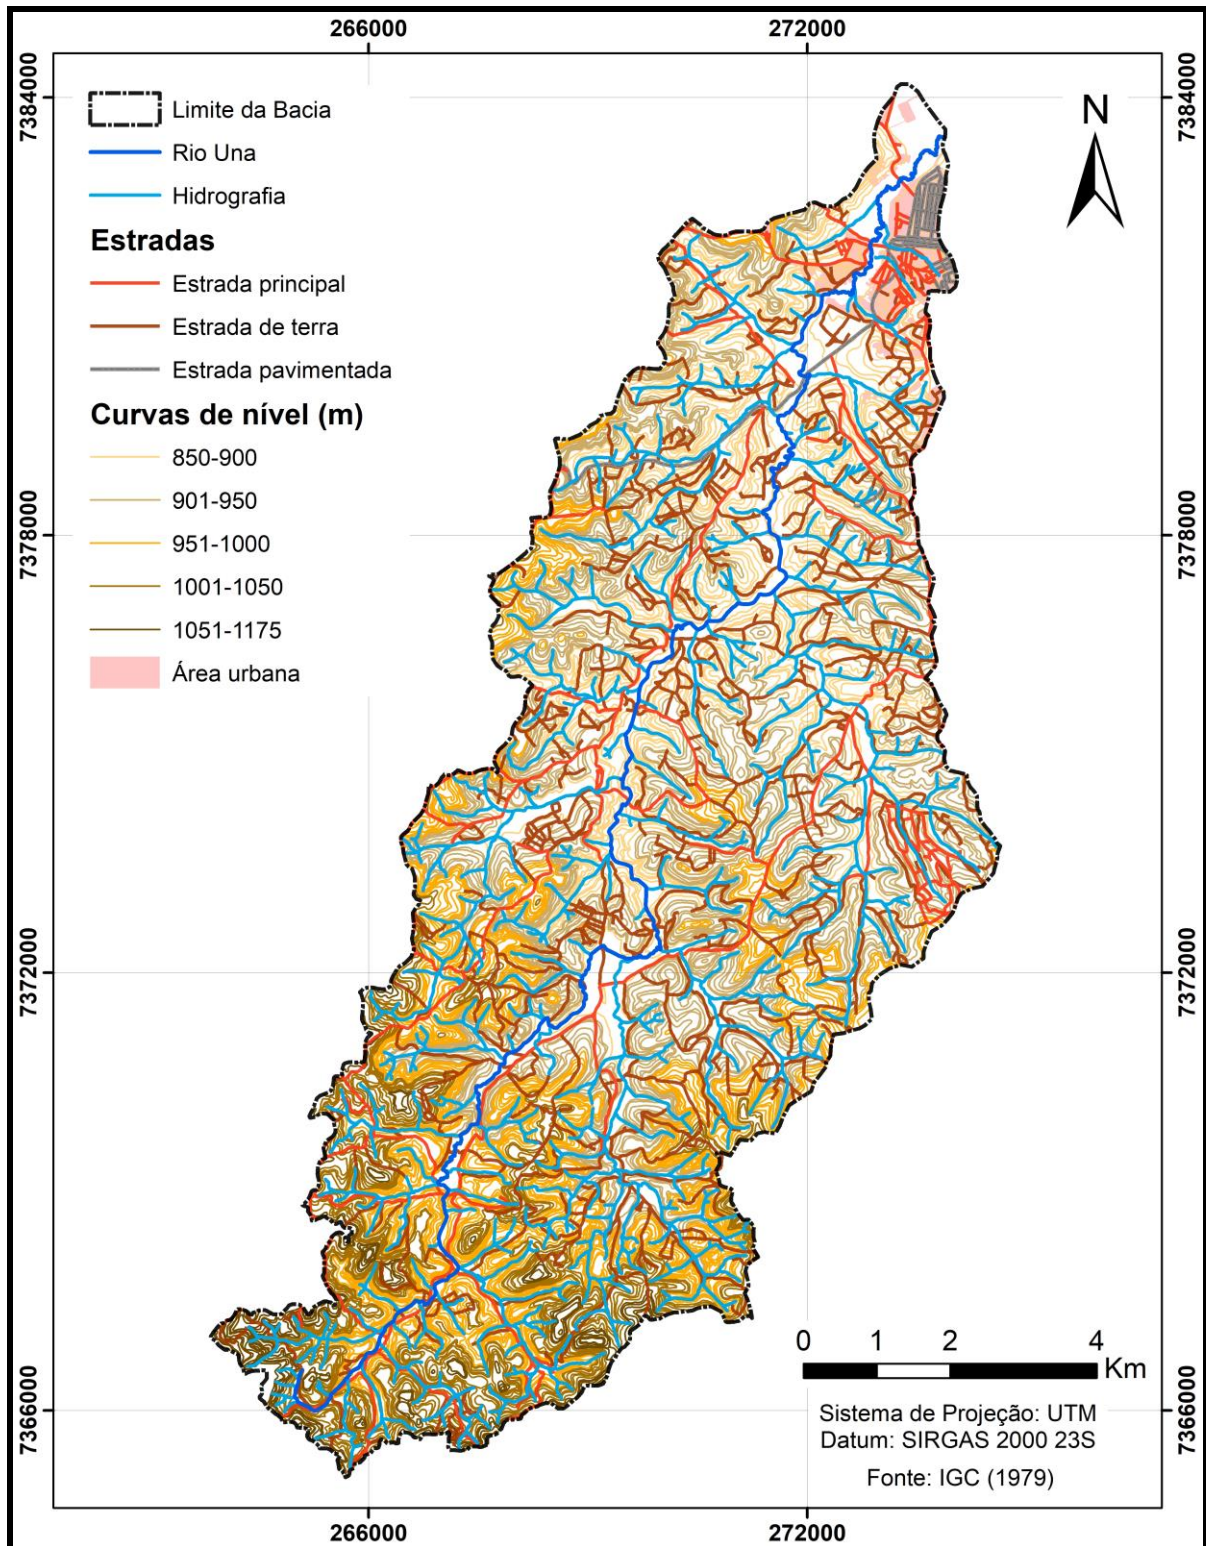 266000
272000
7384000
7384000
N
Limite da Bacia
Rio Una
Hidrografia
Estradas
Estrada principal
Estrada de terra
Estrada pavimentada
Curvas de nível (m)
850-900
901-950
951-1000
1001-1050
1051-1175
Área urbana
7378000
7378000
7372000
7372000
0 1 2 4
Km
7366000
7366000
Sistema de Projeção: UTM
Datum: SIRGAS 2000 23S
Fonte: IGC (1979)
266000
272000